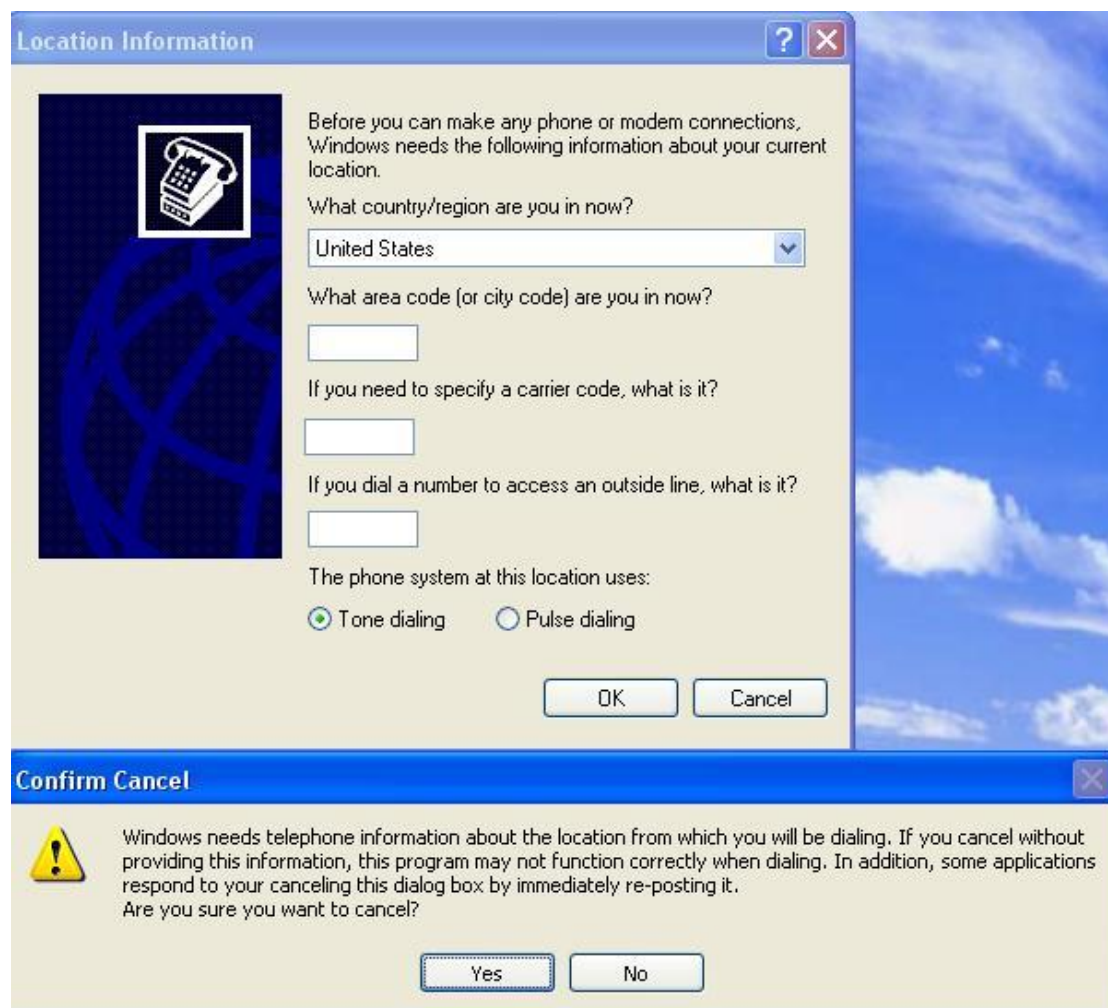 Location Information
Before you can make any phone or modem connections,
Windows needs the following information about your current
location.
What country/region are you in now?
United States
What area code (or city code) are you in now?
If you need to specify a carrier code, what is it?
If you dial a number to access an outside line, what is it?
The phone system at this location uses:
Tone dialing Pulse dialing
OK Cancel
Confirm Cancel
Windows needs telephone information about the location from which you will be dialing. If you cancel without
providing this information, this program may not function correctly when dialing. In addition, some applications
respond to your canceling this dialog box by immediately re-posting it.
Are you sure you want to cancel?
Yes No